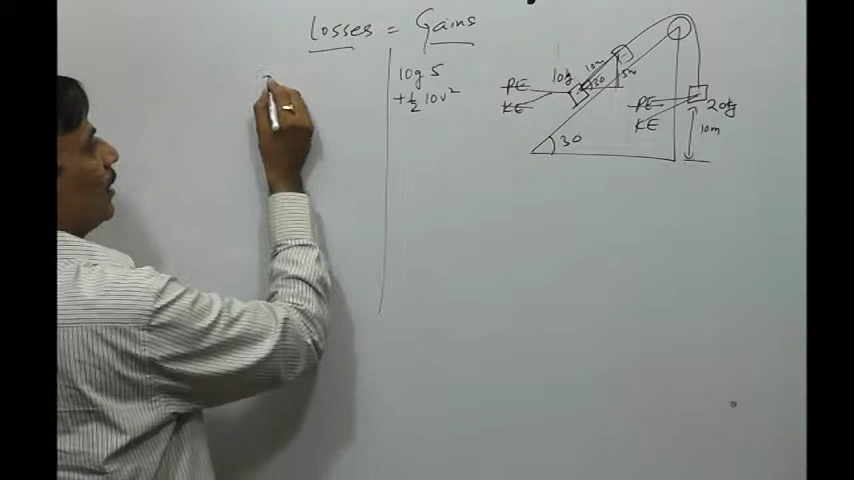 Losses = Gains
10g 5
+ 1/2 10v²
PE
KE
10g
10m
30
5m
PE
KE
20g
10m
30